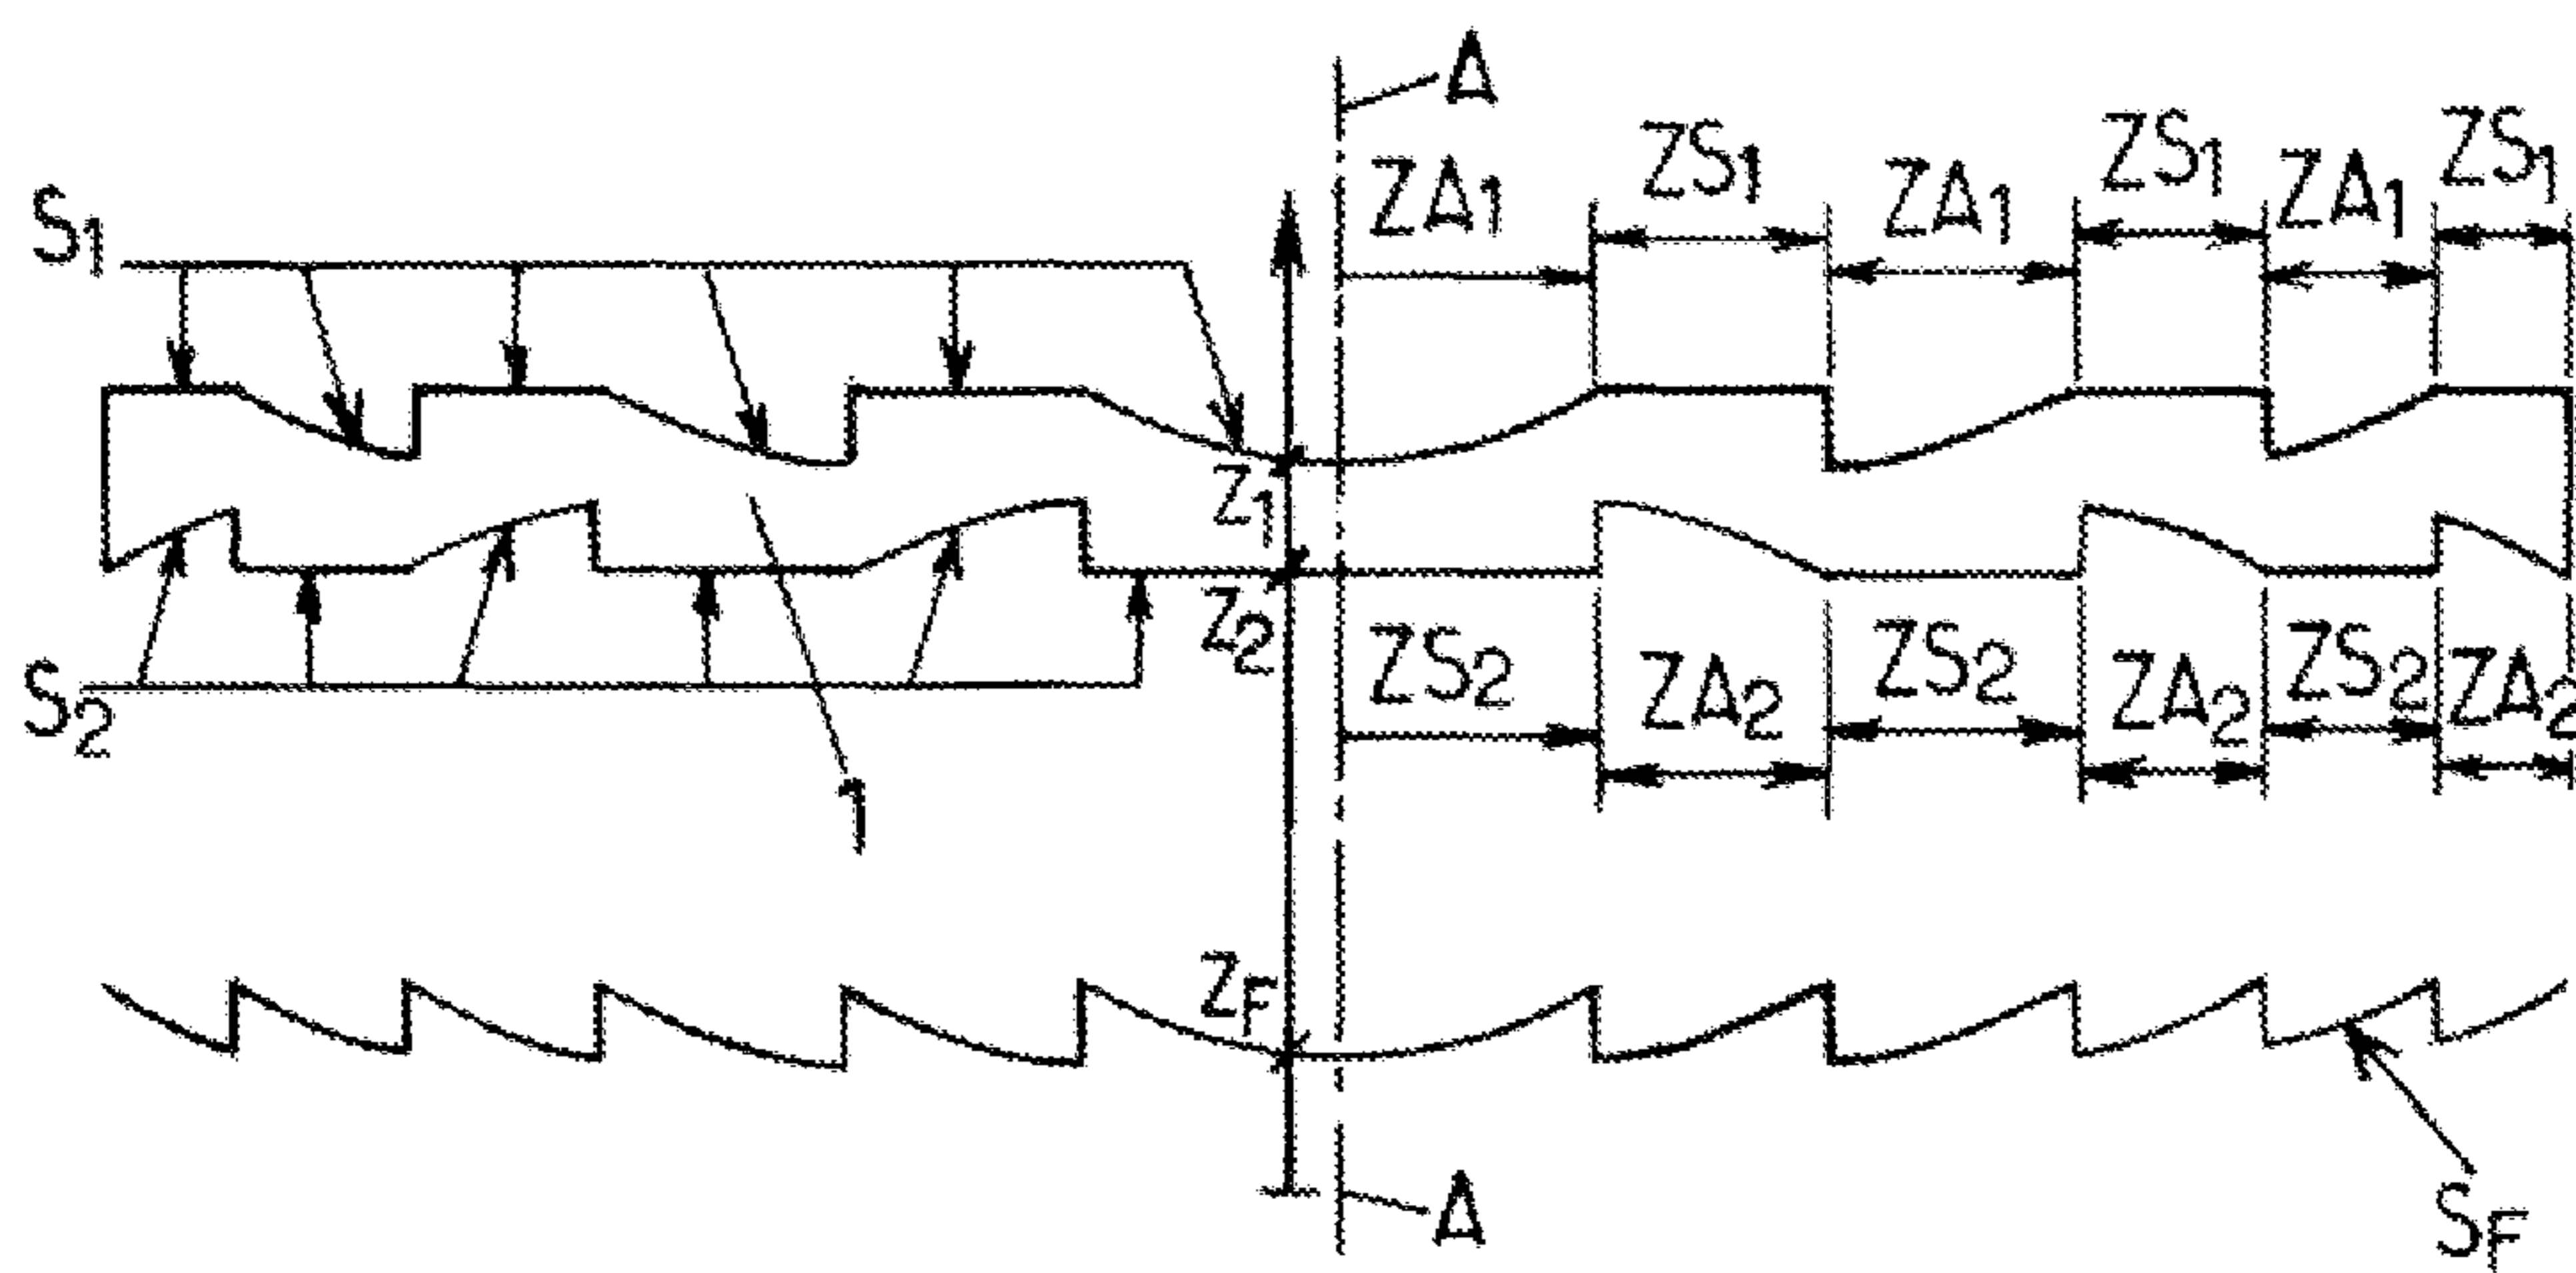 Δ
ZS1 ZS1 ZS1
ZA1 ZA1 ZA1
S1
Z1
Z2
ZS2 ZS2 ZS2
ZA2 ZA2 ZA2
S2
1
ZF
Δ
SF